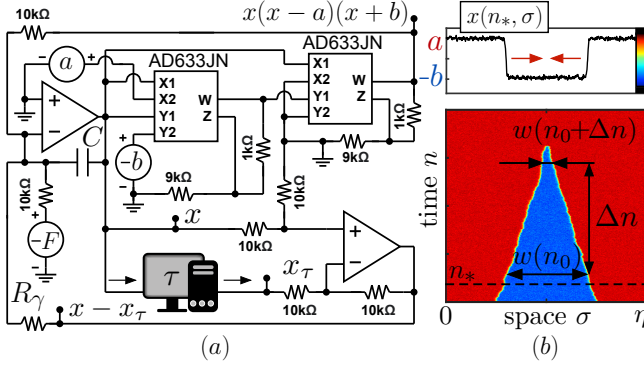 10kΩ
x(x−a)(x+b)
a
AD633JN
AD633JN
X1
X2
Y1
Y2
W
Z
X1
X2
Y1
Y2
W
Z
1kΩ
C
−b
9kΩ
1kΩ
9kΩ
10kΩ
10kΩ
−F
x
10kΩ
τ
xτ
10kΩ
10kΩ
Rγ
x − xτ
(a)
x(n*, σ)
a
-b
time n
w(n0+Δn)
Δn
w(n0)
n*
0
space σ
η
(b)